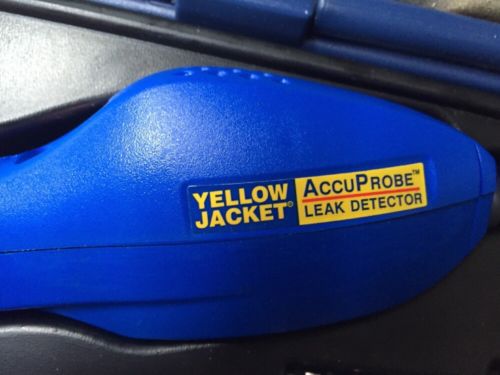 YELLOW
JACKET®
ACCUPROBE™
LEAK DETECTOR